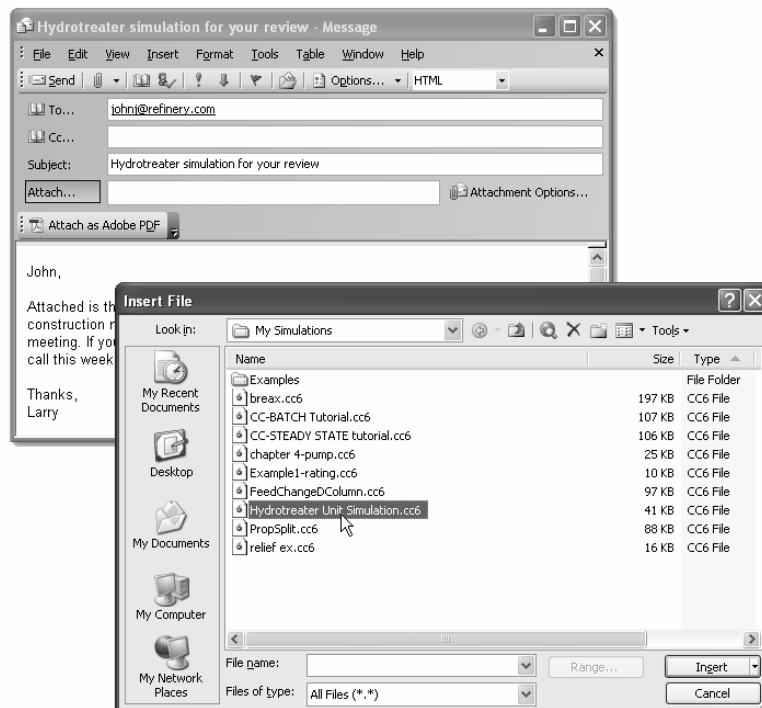 Hydrotreater simulation for your review - Message
File Edit View Insert Format Tools Table Window Help
Send Options... HTML
To... johnj@refinery.com
Cc...
Subject: Hydrotreater simulation for your review
Attach... Attachment Options...
Attach as Adobe PDF
John,
Attached is th
construction
meeting. If you
call this week
Thanks,
Larry
Insert File
Look in: My Simulations Tools
Name Size Type
Examples File Folder
breax.cc6 197 KB CC6 File
CC-BATCH Tutorial.cc6 107 KB CC6 File
CC-STEADY STATE tutorial.cc6 106 KB CC6 File
chapter 4-pump.cc6 25 KB CC6 File
Example1-rating.cc6 10 KB CC6 File
FeedChangeDColumn.cc6 97 KB CC6 File
Hydrotreater Unit Simulation.cc6 41 KB CC6 File
PropSplit.cc6 88 KB CC6 File
relief ex.cc6 16 KB CC6 File
My Recent
Documents
Desktop
My Documents
My Computer
My Network
Places
File name: Range... Insert
Files of type: All Files (*.*) Cancel